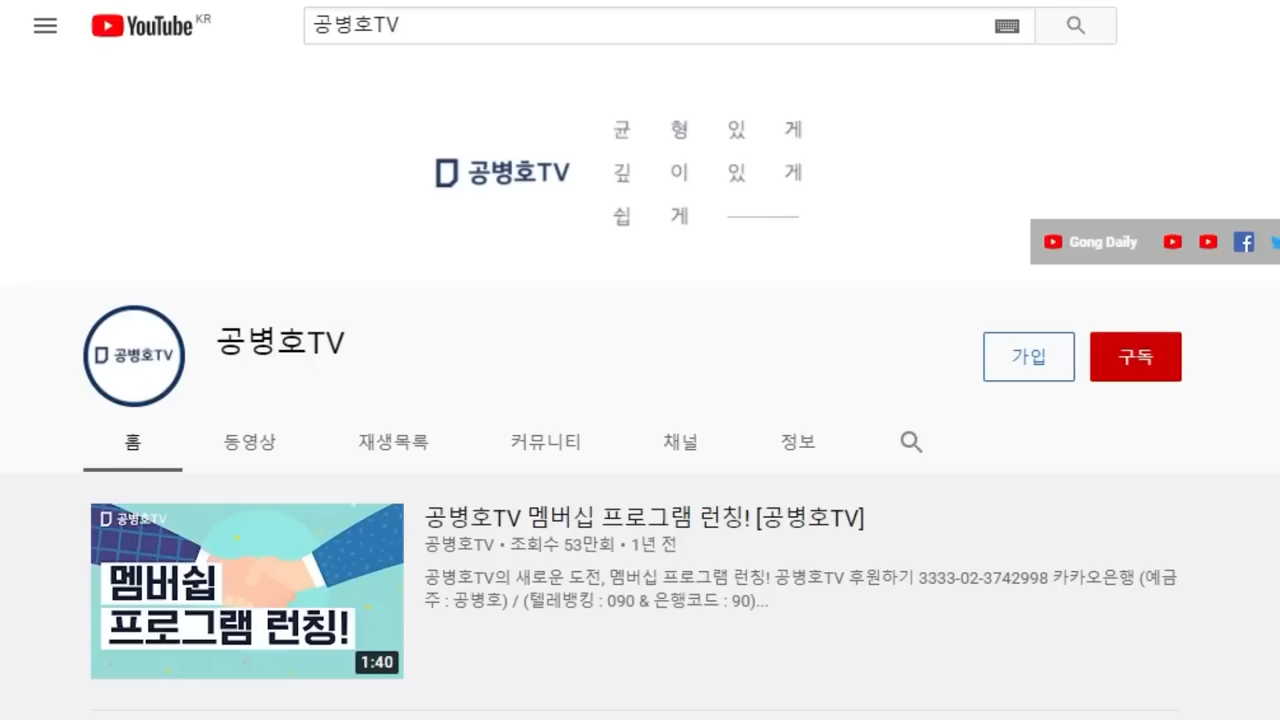 YouTube KR
공병호TV
공병호TV
균형있게
깊이있게
쉽게
Gong Daily
공병호TV
공병호TV
가입
구독
홈
동영상
재생목록
커뮤니티
채널
정보
공병호TV
멤버쉽
프로그램 런칭!
1:40
공병호TV 멤버십 프로그램 런칭! [공병호TV]
공병호TV • 조회수 53만회 • 1년 전
공병호TV의 새로운 도전, 멤버십 프로그램 런칭! 공병호TV 후원하기 3333-02-3742998 카카오은행 (예금
주 : 공병호) / (텔레뱅킹 : 090 & 은행코드 : 90)...